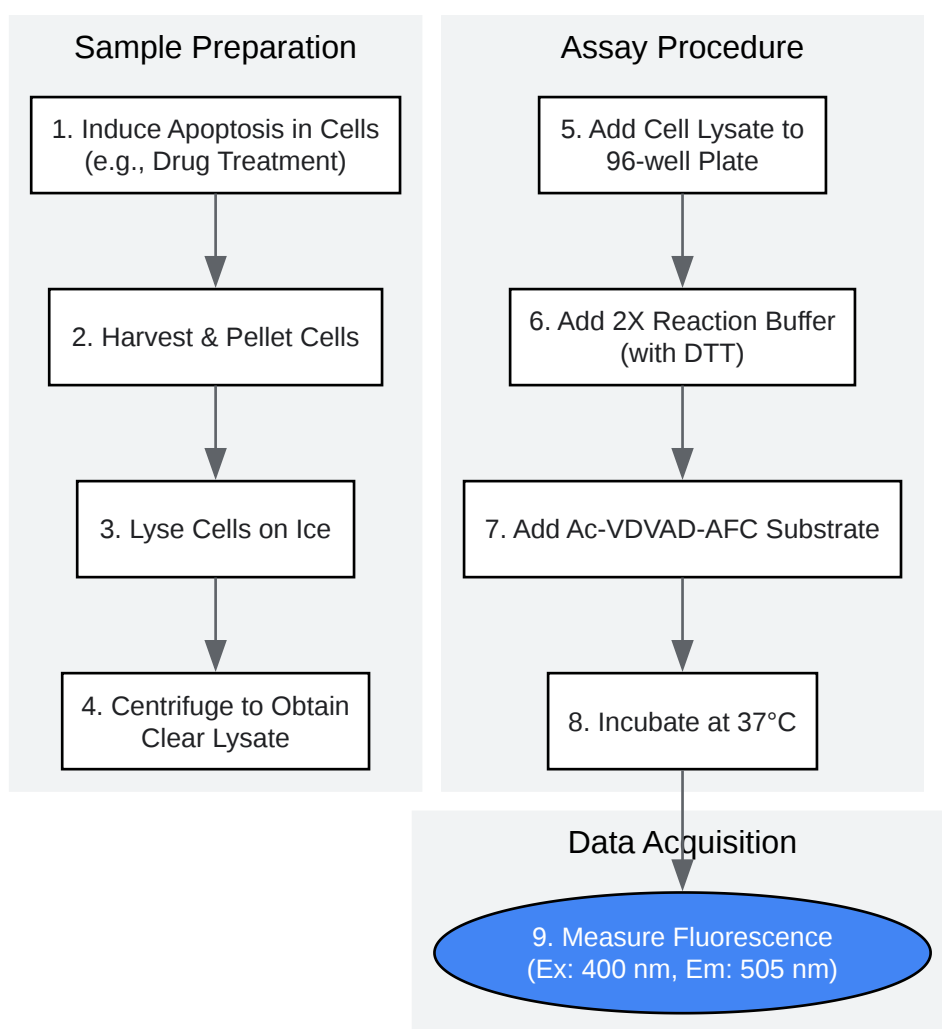 Sample Preparation
1. Induce Apoptosis in Cells
(e.g., Drug Treatment)
2. Harvest & Pellet Cells
3. Lyse Cells on Ice
4. Centrifuge to Obtain
Clear Lysate
Assay Procedure
5. Add Cell Lysate to
96-well Plate
6. Add 2X Reaction Buffer
(with DTT)
7. Add Ac-VDVAD-AFC Substrate
8. Incubate at 37°C
Data Acquisition
9. Measure Fluorescence
(Ex: 400 nm, Em: 505 nm)